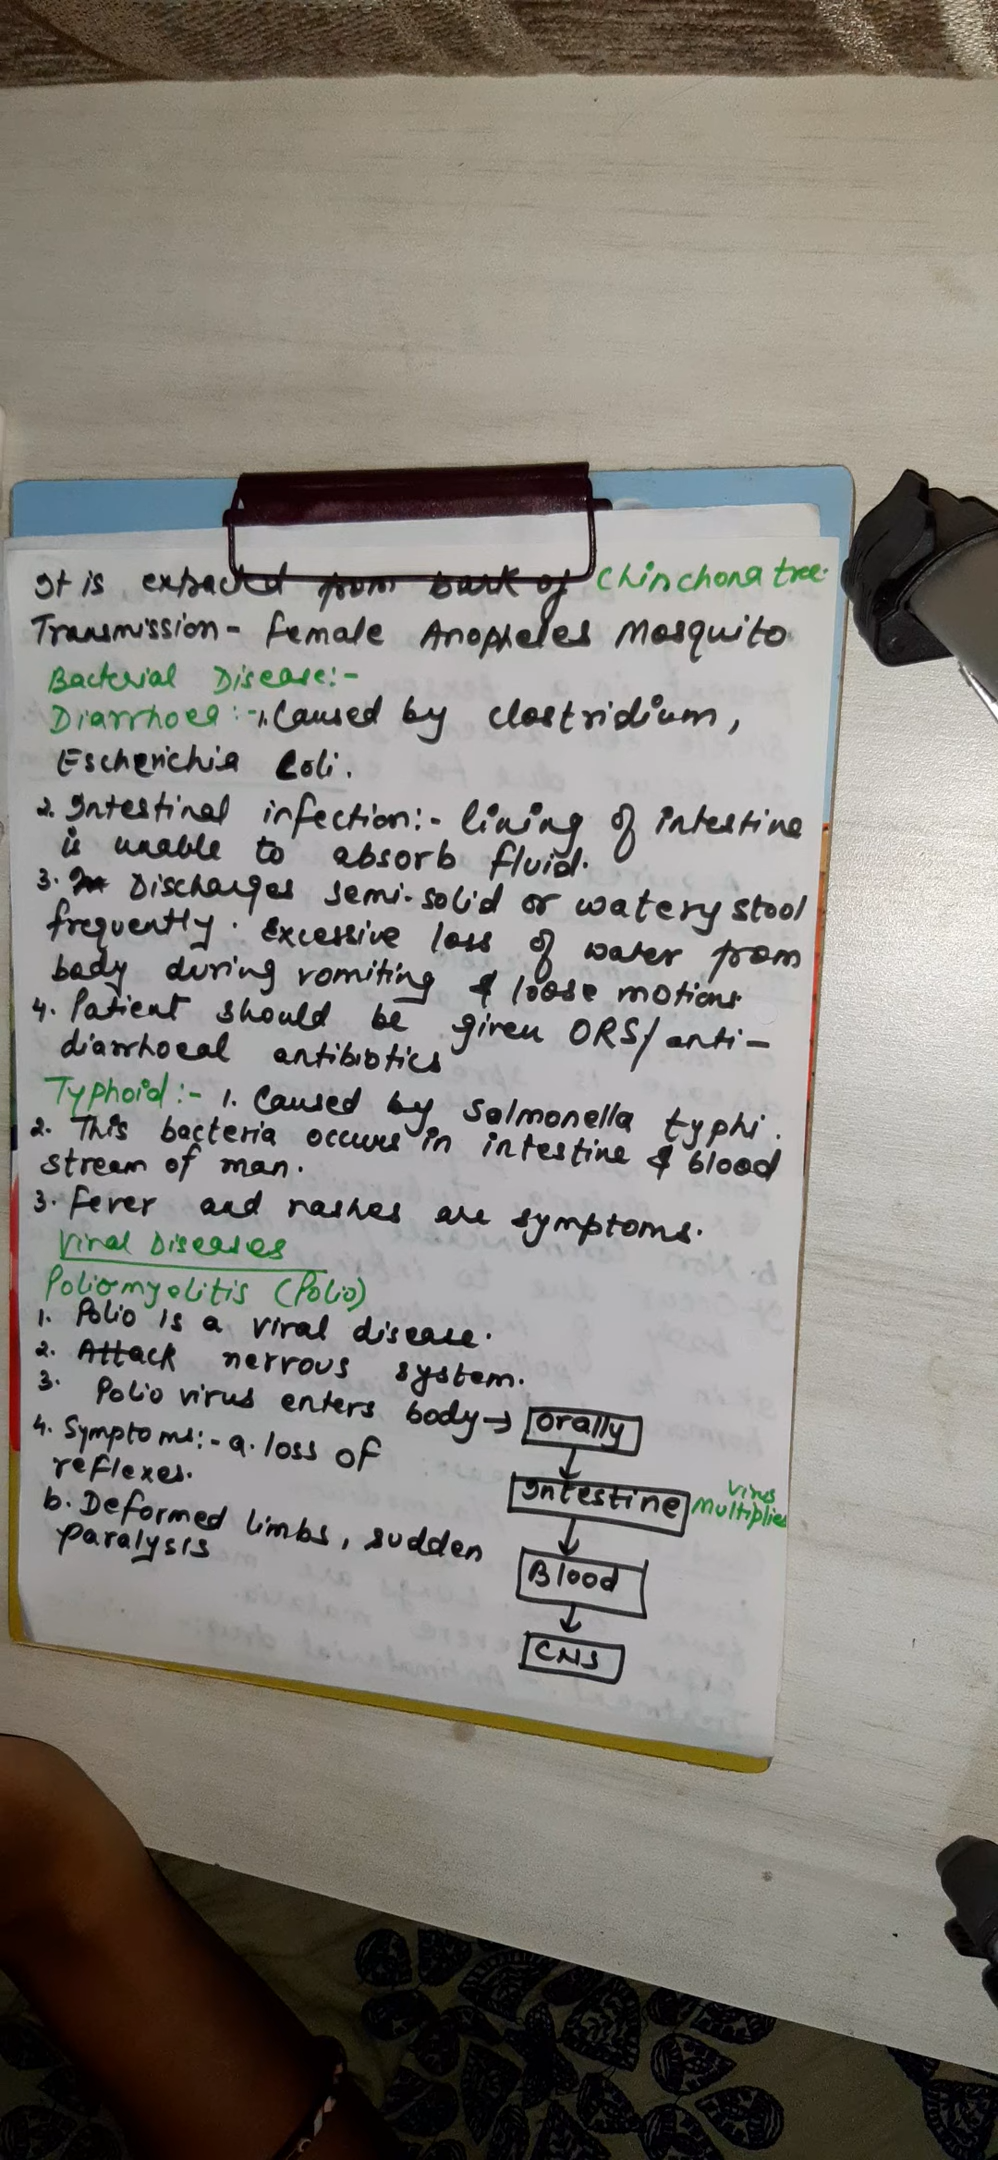 It is extracted from bark of Chinchona tree.
Transmission - Female Anopheles Mosquito
Bacterial Disease:-
Diarrhoea:- 1. Caused by clostridium,
Escherichia Coli.
2. Intestinal infection:- lining of intestine
is unable to absorb fluid.
3. Discharges semi-solid or watery stool
frequently. Excessive loss of water from
body during vomiting & loose motions
4. Patient should be given ORS/anti-
diarrhoeal antibiotics
Typhoid:- 1. Caused by Salmonella typhi.
2. This bacteria occurs in intestine & blood
stream of man.
3. Fever and rashes are symptoms.
Viral Diseases
Poliomyolitis (Polio)
1. Polio is a viral disease.
2. Attack nervous system.
3. Polio virus enters body → Orally
4. Symptoms:- a. loss of
reflexes.
Intestine virus
multiplies
b. Deformed limbs, sudden
paralysis
Blood
CNS